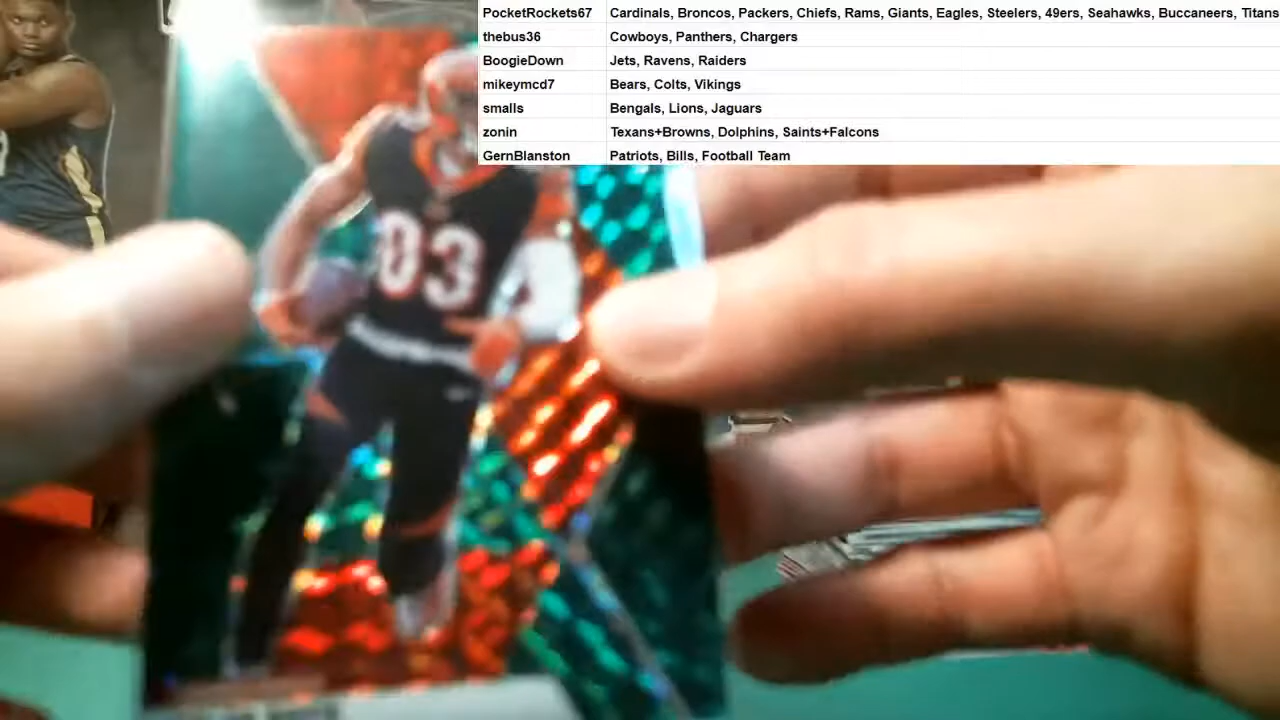 PocketRockets67 Cardinals, Broncos, Packers, Chiefs, Rams, Giants, Eagles, Steelers, 49ers, Seahawks, Buccaneers, Titans
thebus36 Cowboys, Panthers, Chargers
BoogieDown Jets, Ravens, Raiders
mikeymcd7 Bears, Colts, Vikings
smalls Bengals, Lions, Jaguars
zonin Texans+Browns, Dolphins, Saints+Falcons
GernBlanston Patriots, Bills, Football Team
83